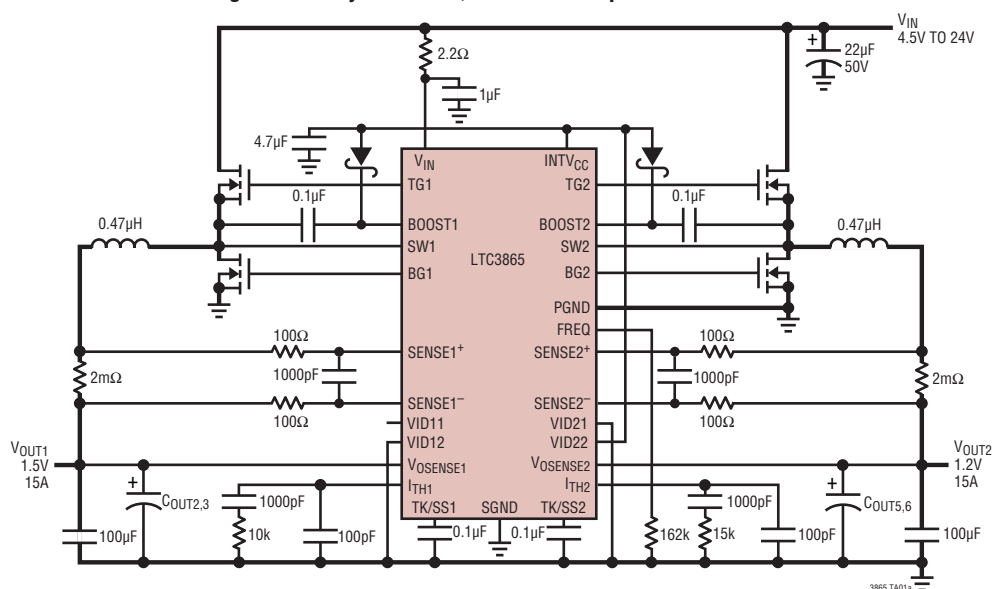 VIN
4.5V TO 24V
2.2Ω
22µF
50V
1µF
4.7µF
VIN
INTVCC
TG1
TG2
0.1µF
0.1µF
0.47µH
0.47µH
BOOST1
BOOST2
SW1
SW2
LTC3865
BG1
BG2
PGND
FREQ
100Ω
100Ω
SENSE1+
SENSE2+
2mΩ
1000pF
1000pF
2mΩ
SENSE1–
SENSE2–
100Ω
100Ω
VID11
VID21
VID12
VID22
VOUT1
1.5V
15A
VOSENSE1
VOSENSE2
VOUT2
1.2V
15A
ITH1
ITH2
COUT2,3
1000pF
1000pF
COUT5,6
TK/SS1
SGND
TK/SS2
100µF
10k
100pF
0.1µF
0.1µF
162k
15k
100pF
100µF
3865 TA01a